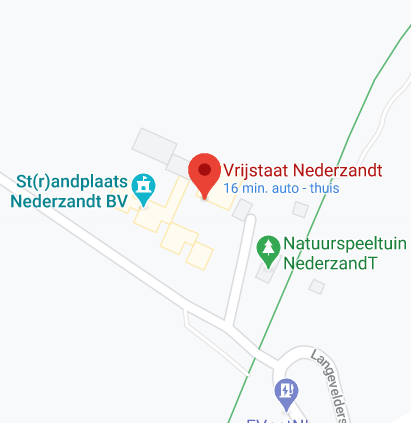 Vrijstaat Nederzandt
16 min. auto - thuis
St(r)andplaats
Nederzandt BV
Natuurspeeltuin
NederzandT
Langevelders